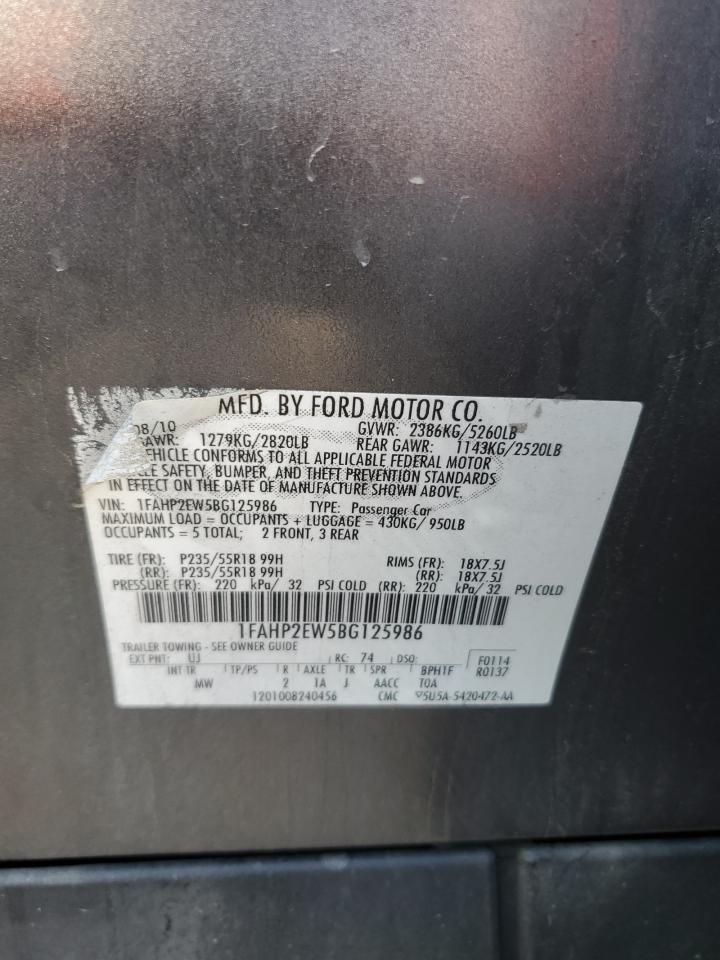 MFD. BY FORD MOTOR CO.
08/10 GVWR: 2386KG/5260LB
GAWR: 1279KG/2820LB REAR GAWR: 1143KG/2520LB
VEHICLE CONFORMS TO ALL APPLICABLE FEDERAL MOTOR
SAFETY, BUMPER, AND THEFT PREVENTION STANDARDS
IN EFFECT ON THE DATE OF MANUFACTURE SHOWN ABOVE.
VIN: 1FAHP2EW5BG125986 TYPE: Passenger Car
MAXIMUM LOAD = OCCUPANTS + LUGGAGE = 430KG/ 950LB
OCCUPANTS = 5 TOTAL; 2 FRONT, 3 REAR
TIRE (FR): P235/55R18 99H RIMS (FR): 18X7.5J
(RR): P235/55R18 99H (RR): 18X7.5J
PRESSURE (FR): 220 kPa/ 32 PSI COLD (RR): 220 kPa/ 32 PSI COLD
1FAHP2EW5BG125986
TRAILER TOWING - SEE OWNER GUIDE
EXT PNT: UJ RC: 74 DSO: F0114
INT TR TP/PS R AXLE TR SPR BPH1F R0137
MW 2 1A J AACC TOA
1201008240456 CMC ▽5U5A-5420472-AA